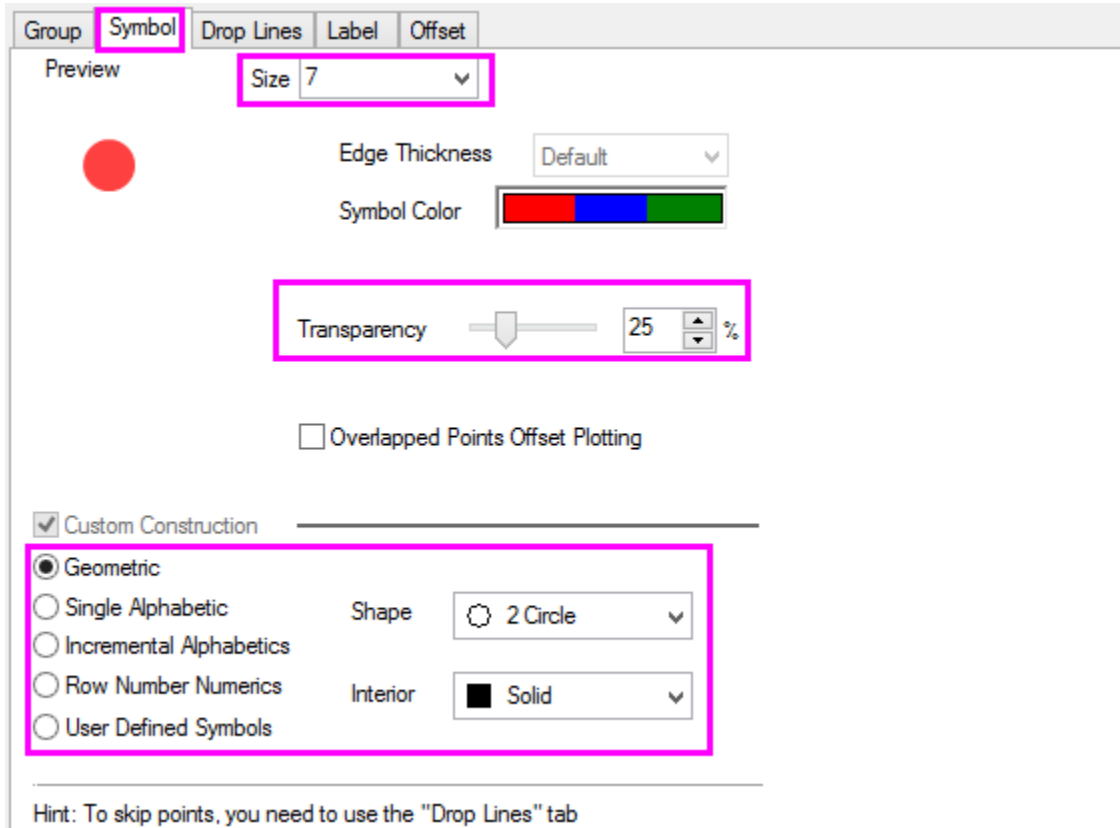 Group Symbol Drop Lines Label Offset
Preview Size 7
Edge Thickness Default
Symbol Color
Transparency 25 %
Overlapped Points Offset Plotting
Custom Construction
Geometric
Single Alphabetic Shape 2 Circle
Incremental Alphabetics
Row Number Numerics Interior Solid
User Defined Symbols
Hint: To skip points, you need to use the "Drop Lines" tab